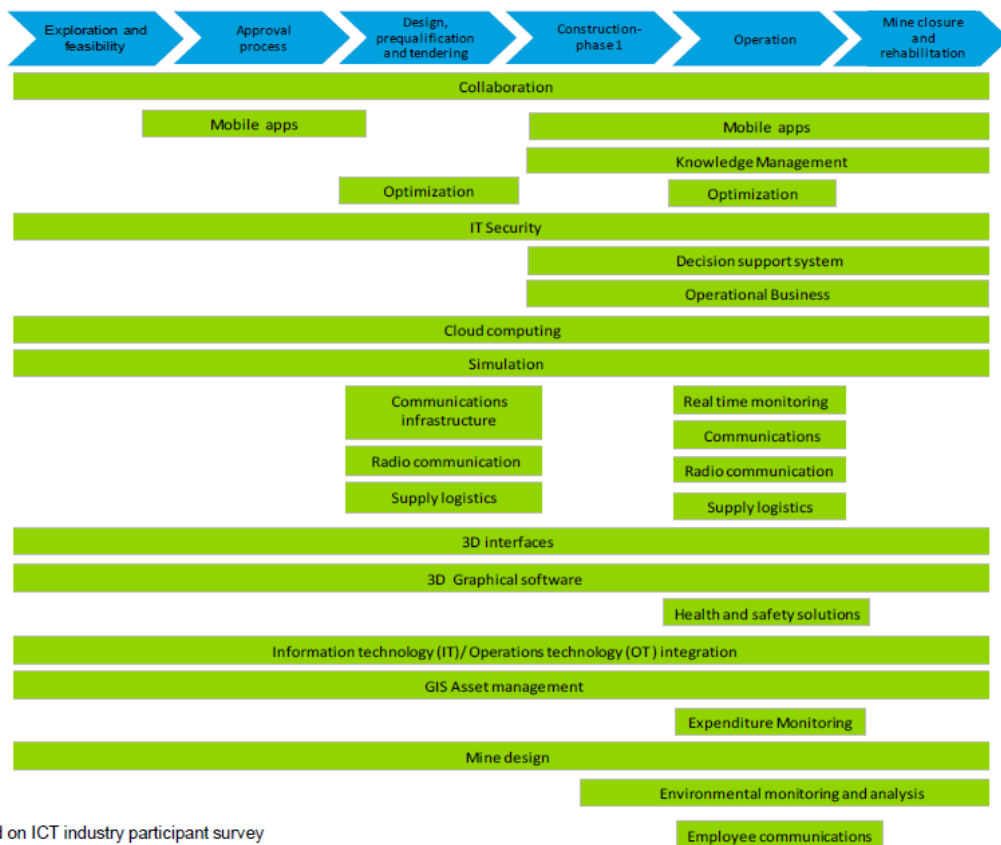 Exploration and
feasibility
Approval
process
Design,
prequalification
and tendering
Construction-
phase 1
Operation
Mine closure
and
rehabilitation
Collaboration
Mobile apps
Mobile apps
Knowledge Management
Optimization
Optimization
IT Security
Decision support system
Operational Business
Cloud computing
Simulation
Communications
infrastructure
Real time monitoring
Communications
Radio communication
Radio communication
Supply logistics
Supply logistics
3D interfaces
3D Graphical software
Health and safety solutions
Information technology (IT)/ Operations technology (OT) integration
GIS Asset management
Expenditure Monitoring
Mine design
Environmental monitoring and analysis
on ICT industry participant survey
Employee communications